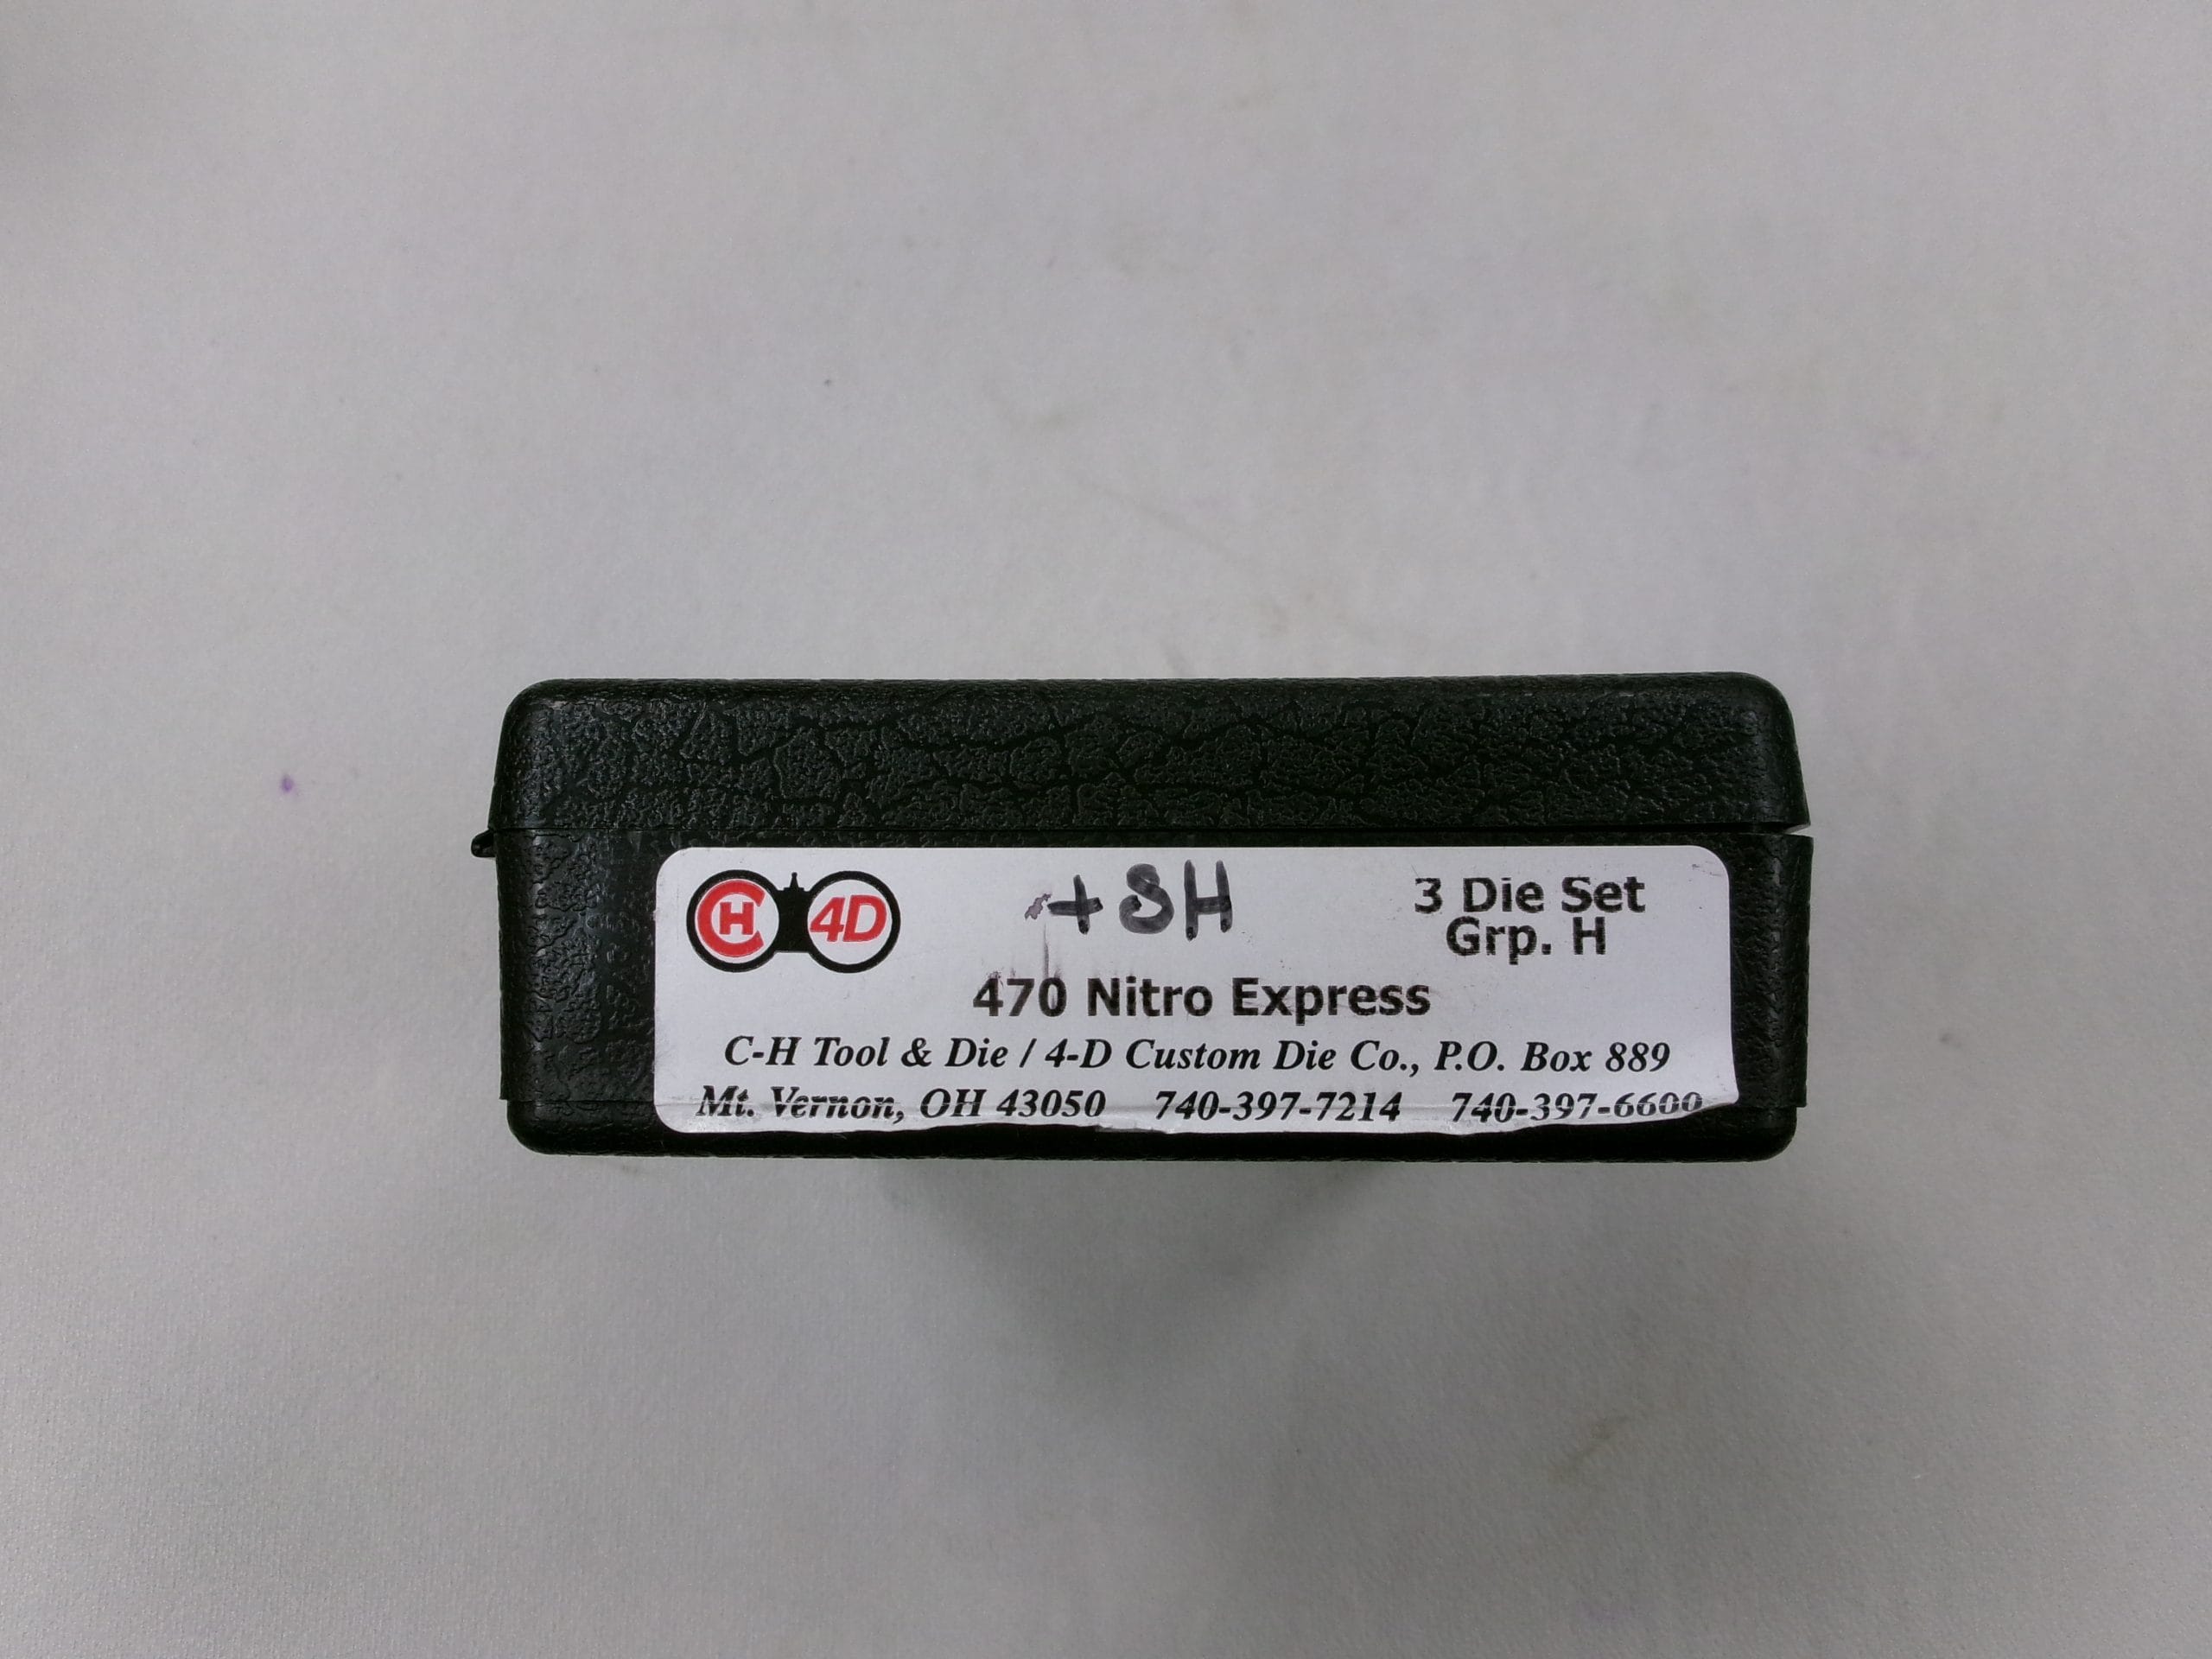 CH 4D +SH 3 Die Set
Grp. H
470 Nitro Express
C-H Tool & Die / 4-D Custom Die Co., P.O. Box 889
Mt. Vernon, OH 43050 740-397-7214 740-397-6600